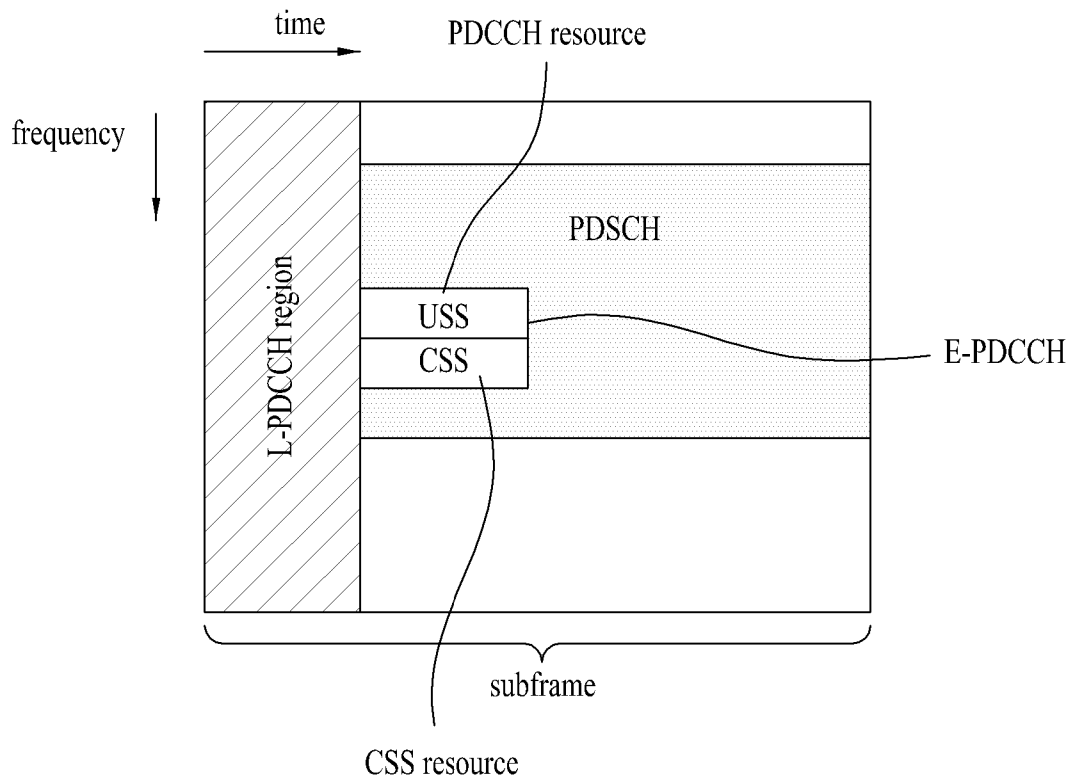 time
PDCCH resource
frequency
PDSCH
L-PDCCH region
USS
CSS
E-PDCCH
subframe
CSS resource